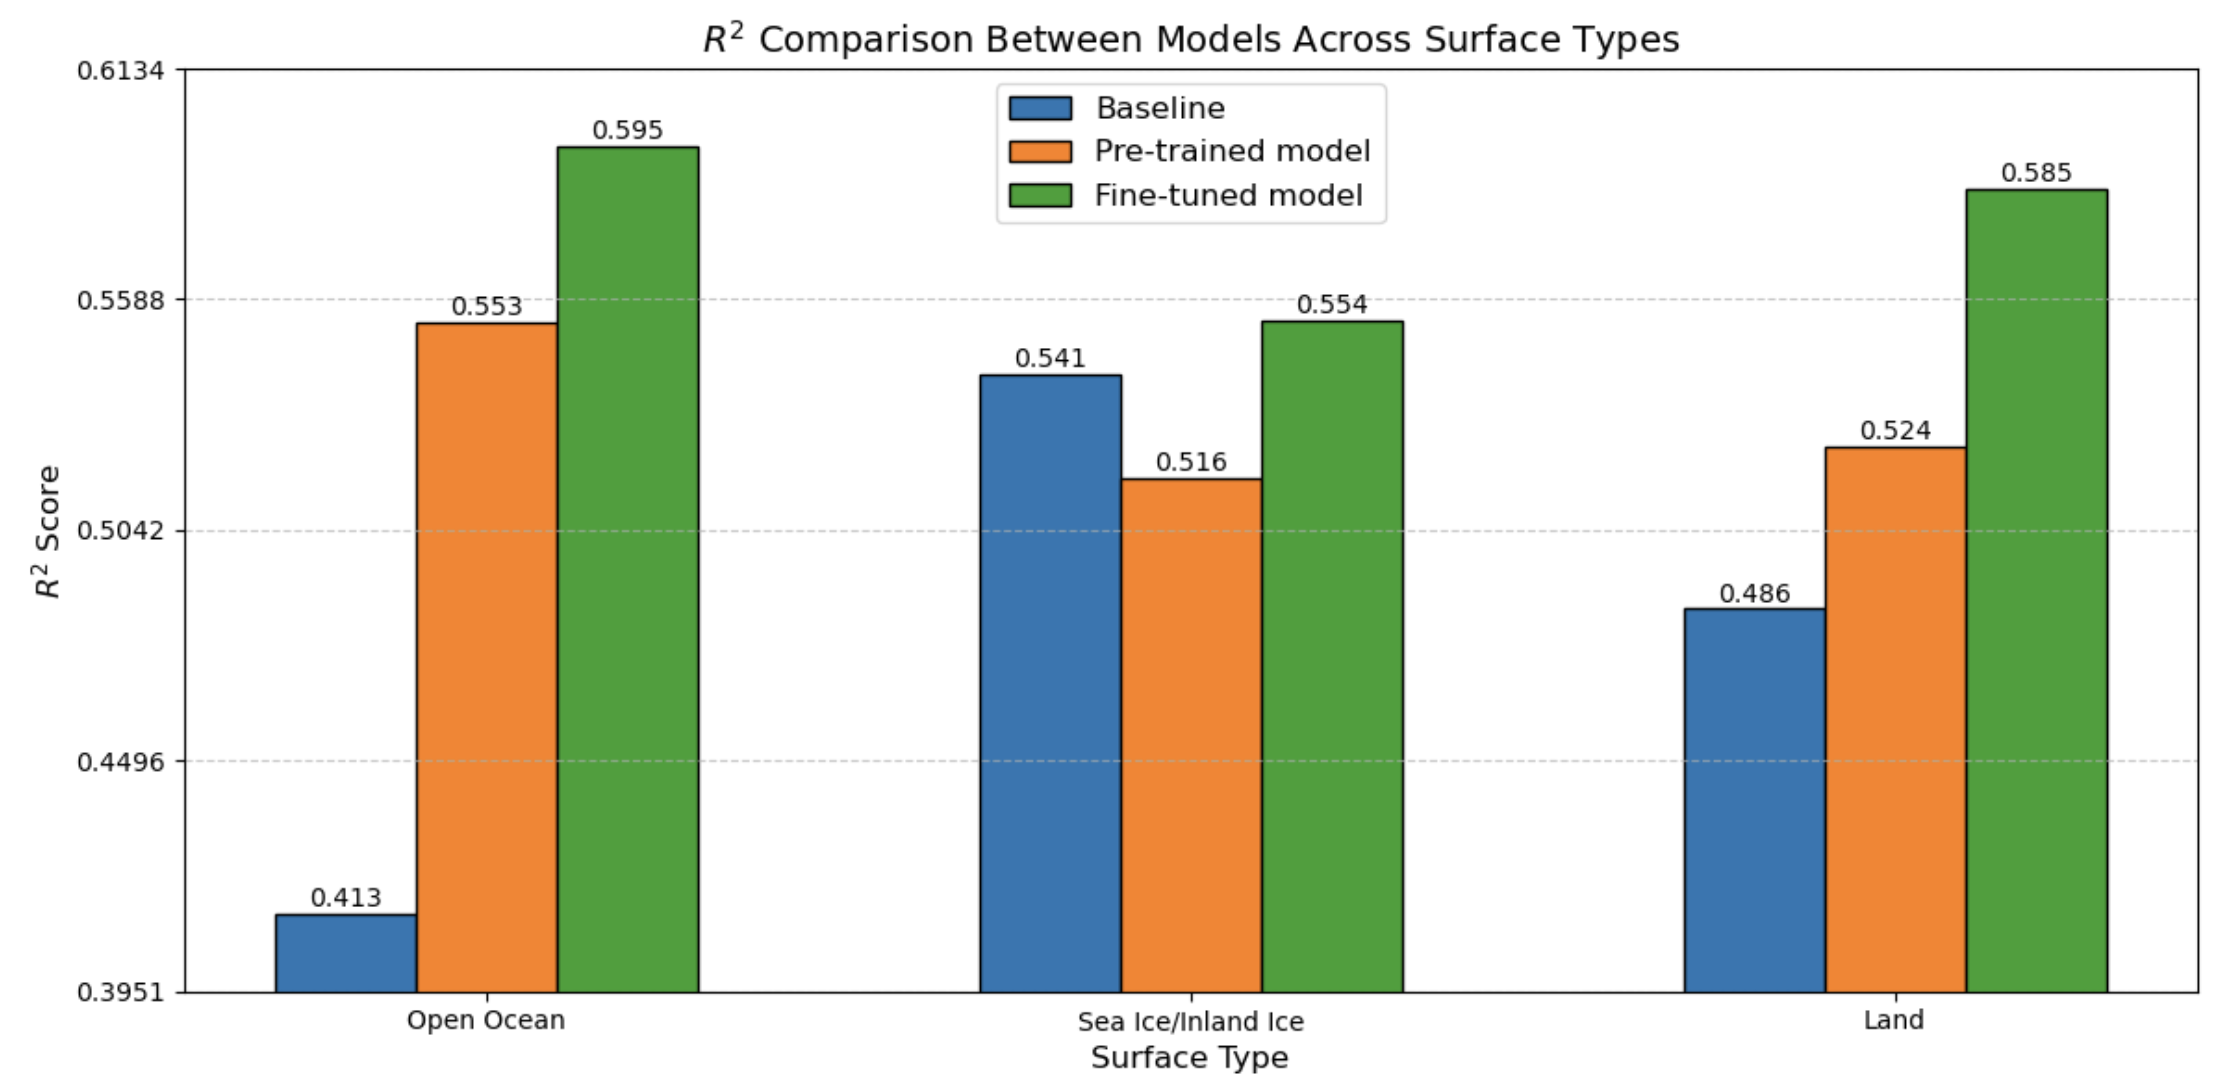 R² Comparison Between Models Across Surface Types
Baseline
Pre-trained model
Fine-tuned model
R² Score
0.6134
0.5588
0.5042
0.4496
0.3951
0.413
0.553
0.595
0.541
0.516
0.554
0.486
0.524
0.585
Open Ocean
Sea Ice/Inland Ice
Land
Surface Type